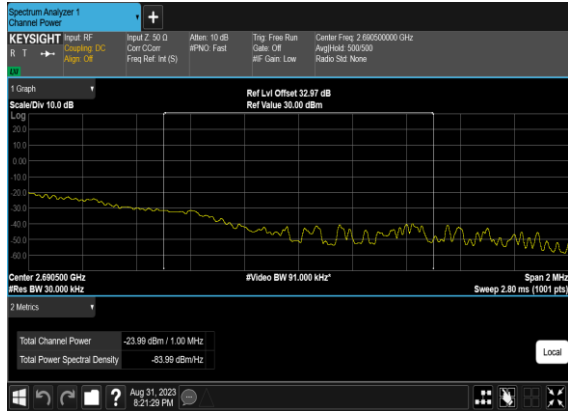 Spectrum Analyzer 1
Channel Power
+
KEYSIGHT
R T
LXI
Input: RF
Coupling: DC
Align: Off
Input Z: 50 Ω
Corr CCorr
Freq Ref: Int (S)
Atten: 10 dB
#PNO: Fast
Trig: Free Run
Gate: Off
#IF Gain: Low
Center Freq: 2.690500000 GHz
Avg|Hold: 500/500
Radio Std: None
1 Graph
Scale/Div 10.0 dB
Ref Lvl Offset 32.97 dB
Ref Value 30.00 dBm
Log
20.0
10.0
0.00
-10.0
-20.0
-30.0
-40.0
-50.0
-60.0
Center 2.690500 GHz
#Video BW 91.000 kHz*
Span 2 MHz
#Res BW 30.000 kHz
Sweep 2.80 ms (1001 pts)
2 Metrics
Total Channel Power -23.99 dBm / 1.00 MHz
Total Power Spectral Density -83.99 dBm/Hz
Local
?
Aug 31, 2023
8:21:29 PM